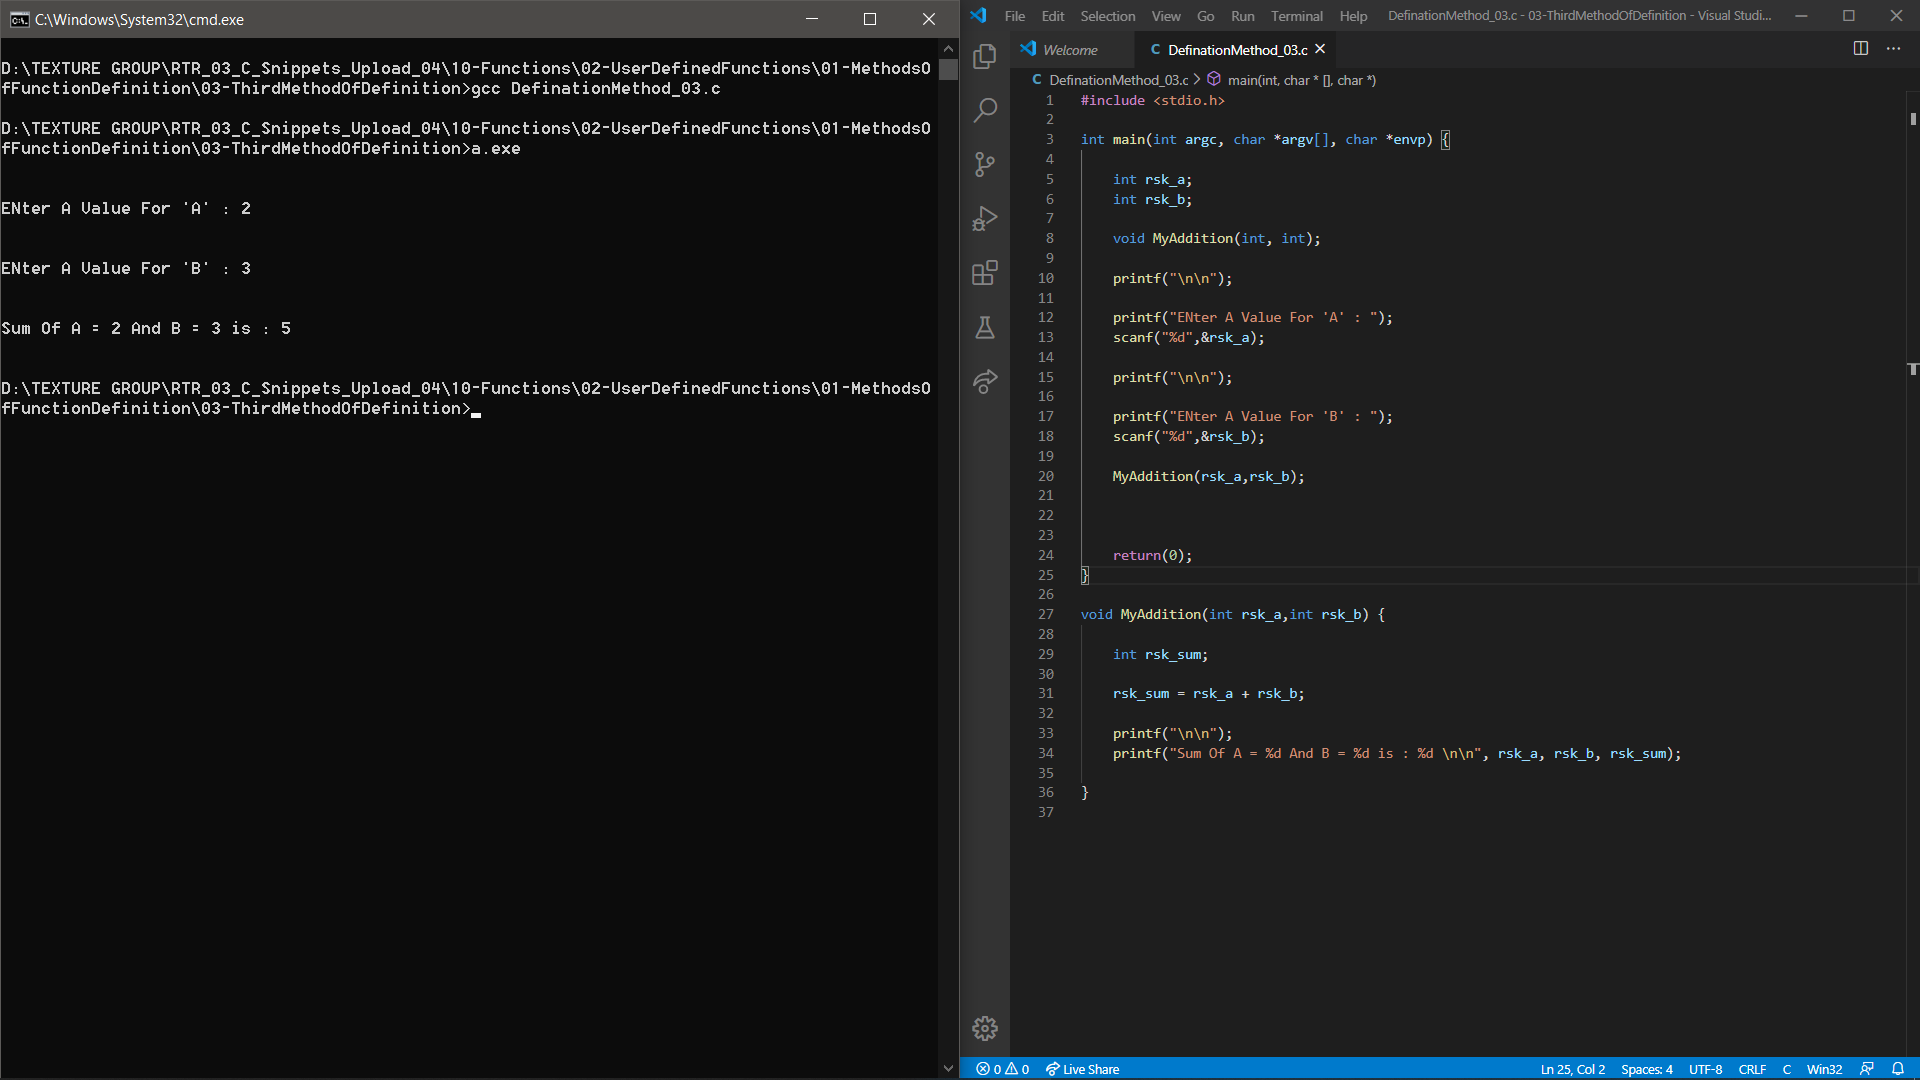 C:\Windows\System32\cmd.exe
D:\TEXTURE GROUP\RTR_03_C_Snippets_Upload_04\10-Functions\02-UserDefinedFunctions\01-MethodsO
fFunctionDefinition\03-ThirdMethodOfDefinition>gcc DefinationMethod_03.c
D:\TEXTURE GROUP\RTR_03_C_Snippets_Upload_04\10-Functions\02-UserDefinedFunctions\01-MethodsO
fFunctionDefinition\03-ThirdMethodOfDefinition>a.exe
ENter A Value For 'A' : 2
ENter A Value For 'B' : 3
Sum Of A = 2 And B = 3 is : 5
D:\TEXTURE GROUP\RTR_03_C_Snippets_Upload_04\10-Functions\02-UserDefinedFunctions\01-MethodsO
fFunctionDefinition\03-ThirdMethodOfDefinition>
File Edit Selection View Go Run Terminal Help DefinationMethod_03.c - 03-ThirdMethodOfDefinition - Visual Studi...
Welcome C DefinationMethod_03.c
C DefinationMethod_03.c > main(int, char * [], char *)
1 #include <stdio.h>
2
3 int main(int argc, char *argv[], char *envp) {
4
5 int rsk_a;
6 int rsk_b;
7
8 void MyAddition(int, int);
9
10 printf("\n\n");
11
12 printf("ENter A Value For 'A' : ");
13 scanf("%d",&rsk_a);
14
15 printf("\n\n");
16
17 printf("ENter A Value For 'B' : ");
18 scanf("%d",&rsk_b);
19
20 MyAddition(rsk_a,rsk_b);
21
22
23
24 return(0);
25 }
26
27 void MyAddition(int rsk_a,int rsk_b) {
28
29 int rsk_sum;
30
31 rsk_sum = rsk_a + rsk_b;
32
33 printf("\n\n");
34 printf("Sum Of A = %d And B = %d is : %d \n\n", rsk_a, rsk_b, rsk_sum);
35
36 }
37
0 0 Live Share Ln 25, Col 2 Spaces: 4 UTF-8 CRLF C Win32